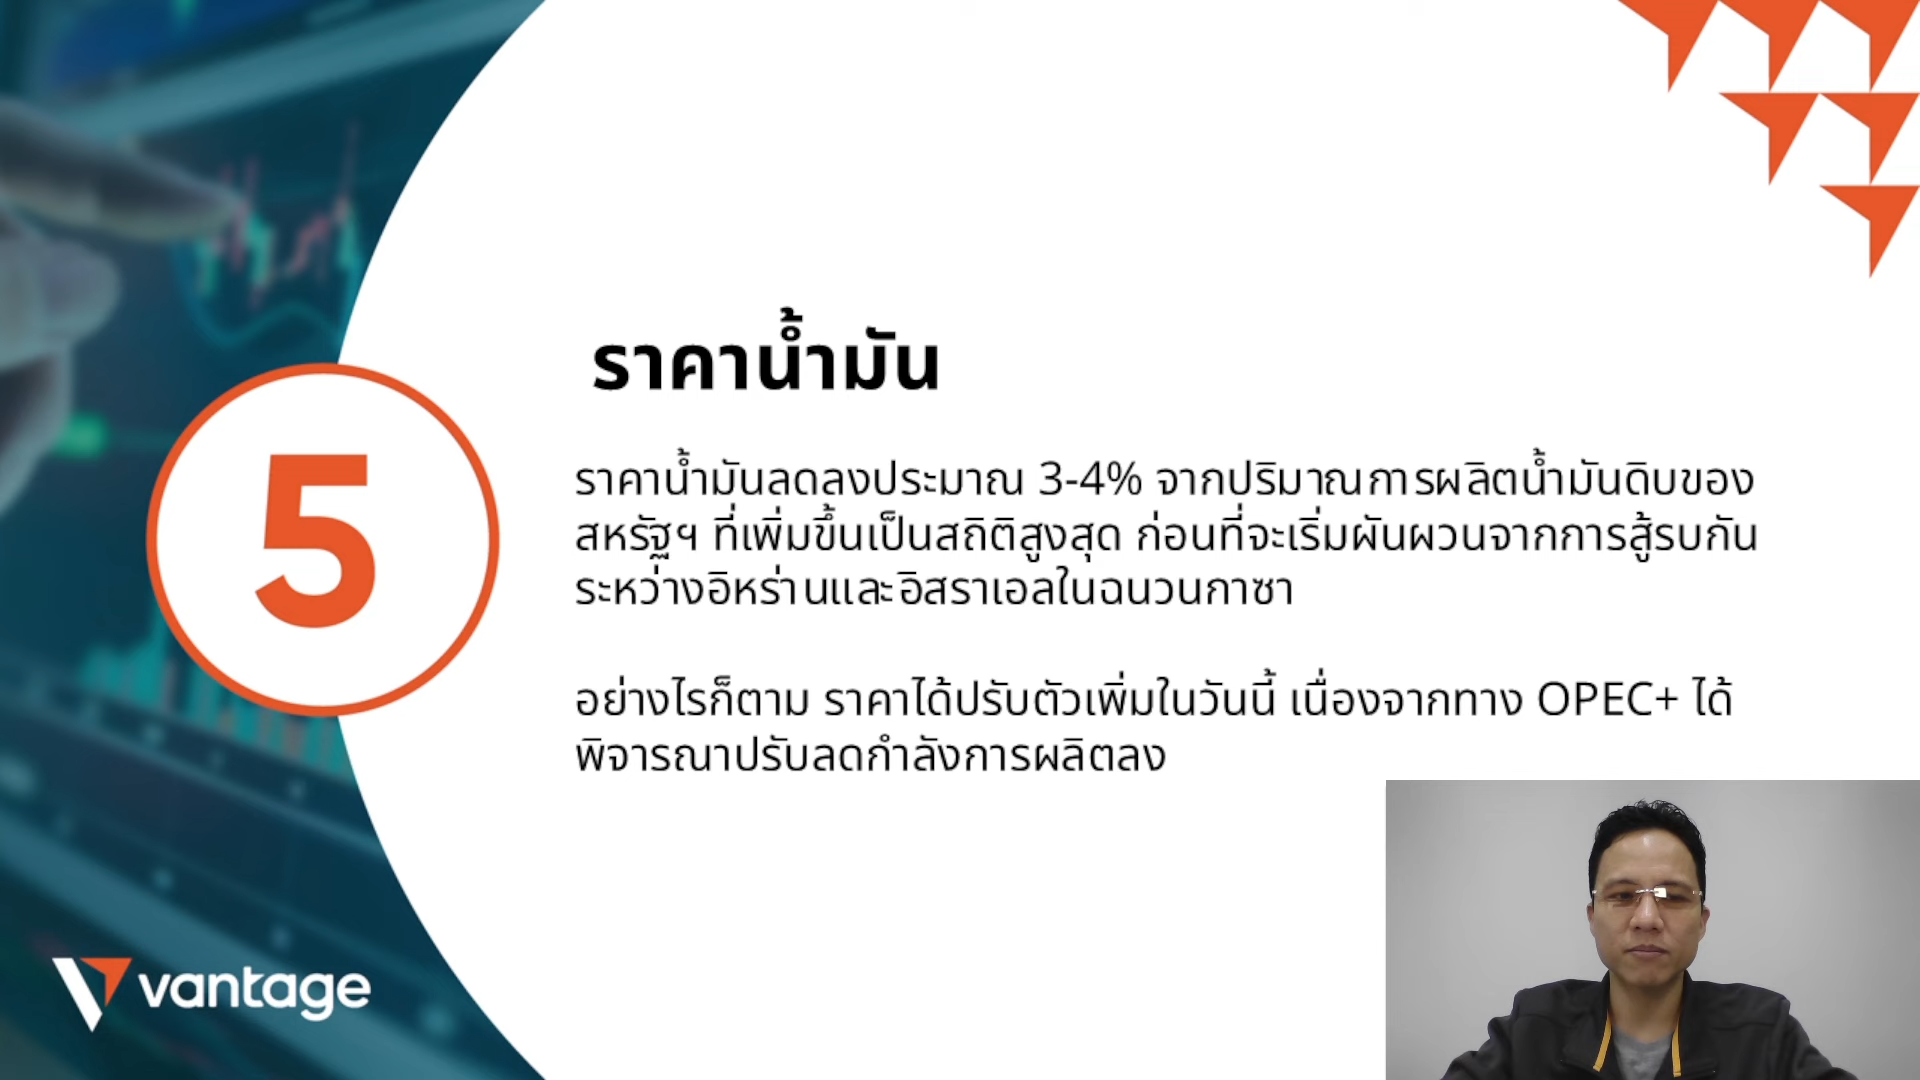 ราคาน้ำมัน
5
ราคาน้ำมันลดลงประมาณ 3-4% จากปริมาณการผลิตน้ำมันดิบของ
สหรัฐฯ ที่เพิ่มขึ้นเป็นสถิติสูงสุด ก่อนที่จะเริ่มผันผวนจากการสู้รบกัน
ระหว่างอิหร่านและอิสราเอลในฉนวนกาซา
อย่างไรก็ตาม ราคาได้ปรับตัวเพิ่มในวันนี้ เนื่องจากทาง OPEC+ ได้
พิจารณาปรับลดกำลังการผลิตลง
vantage